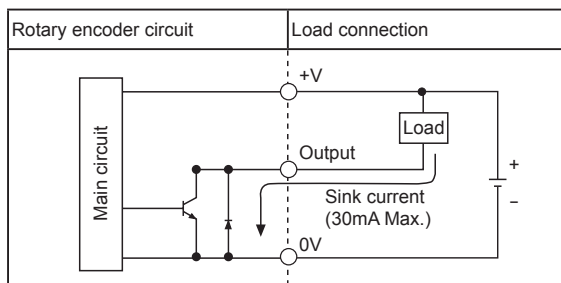 Rotary encoder circuit
Load connection
+V
Load
Main circuit
Output
+
Sink current
(30mA Max.)
−
0V